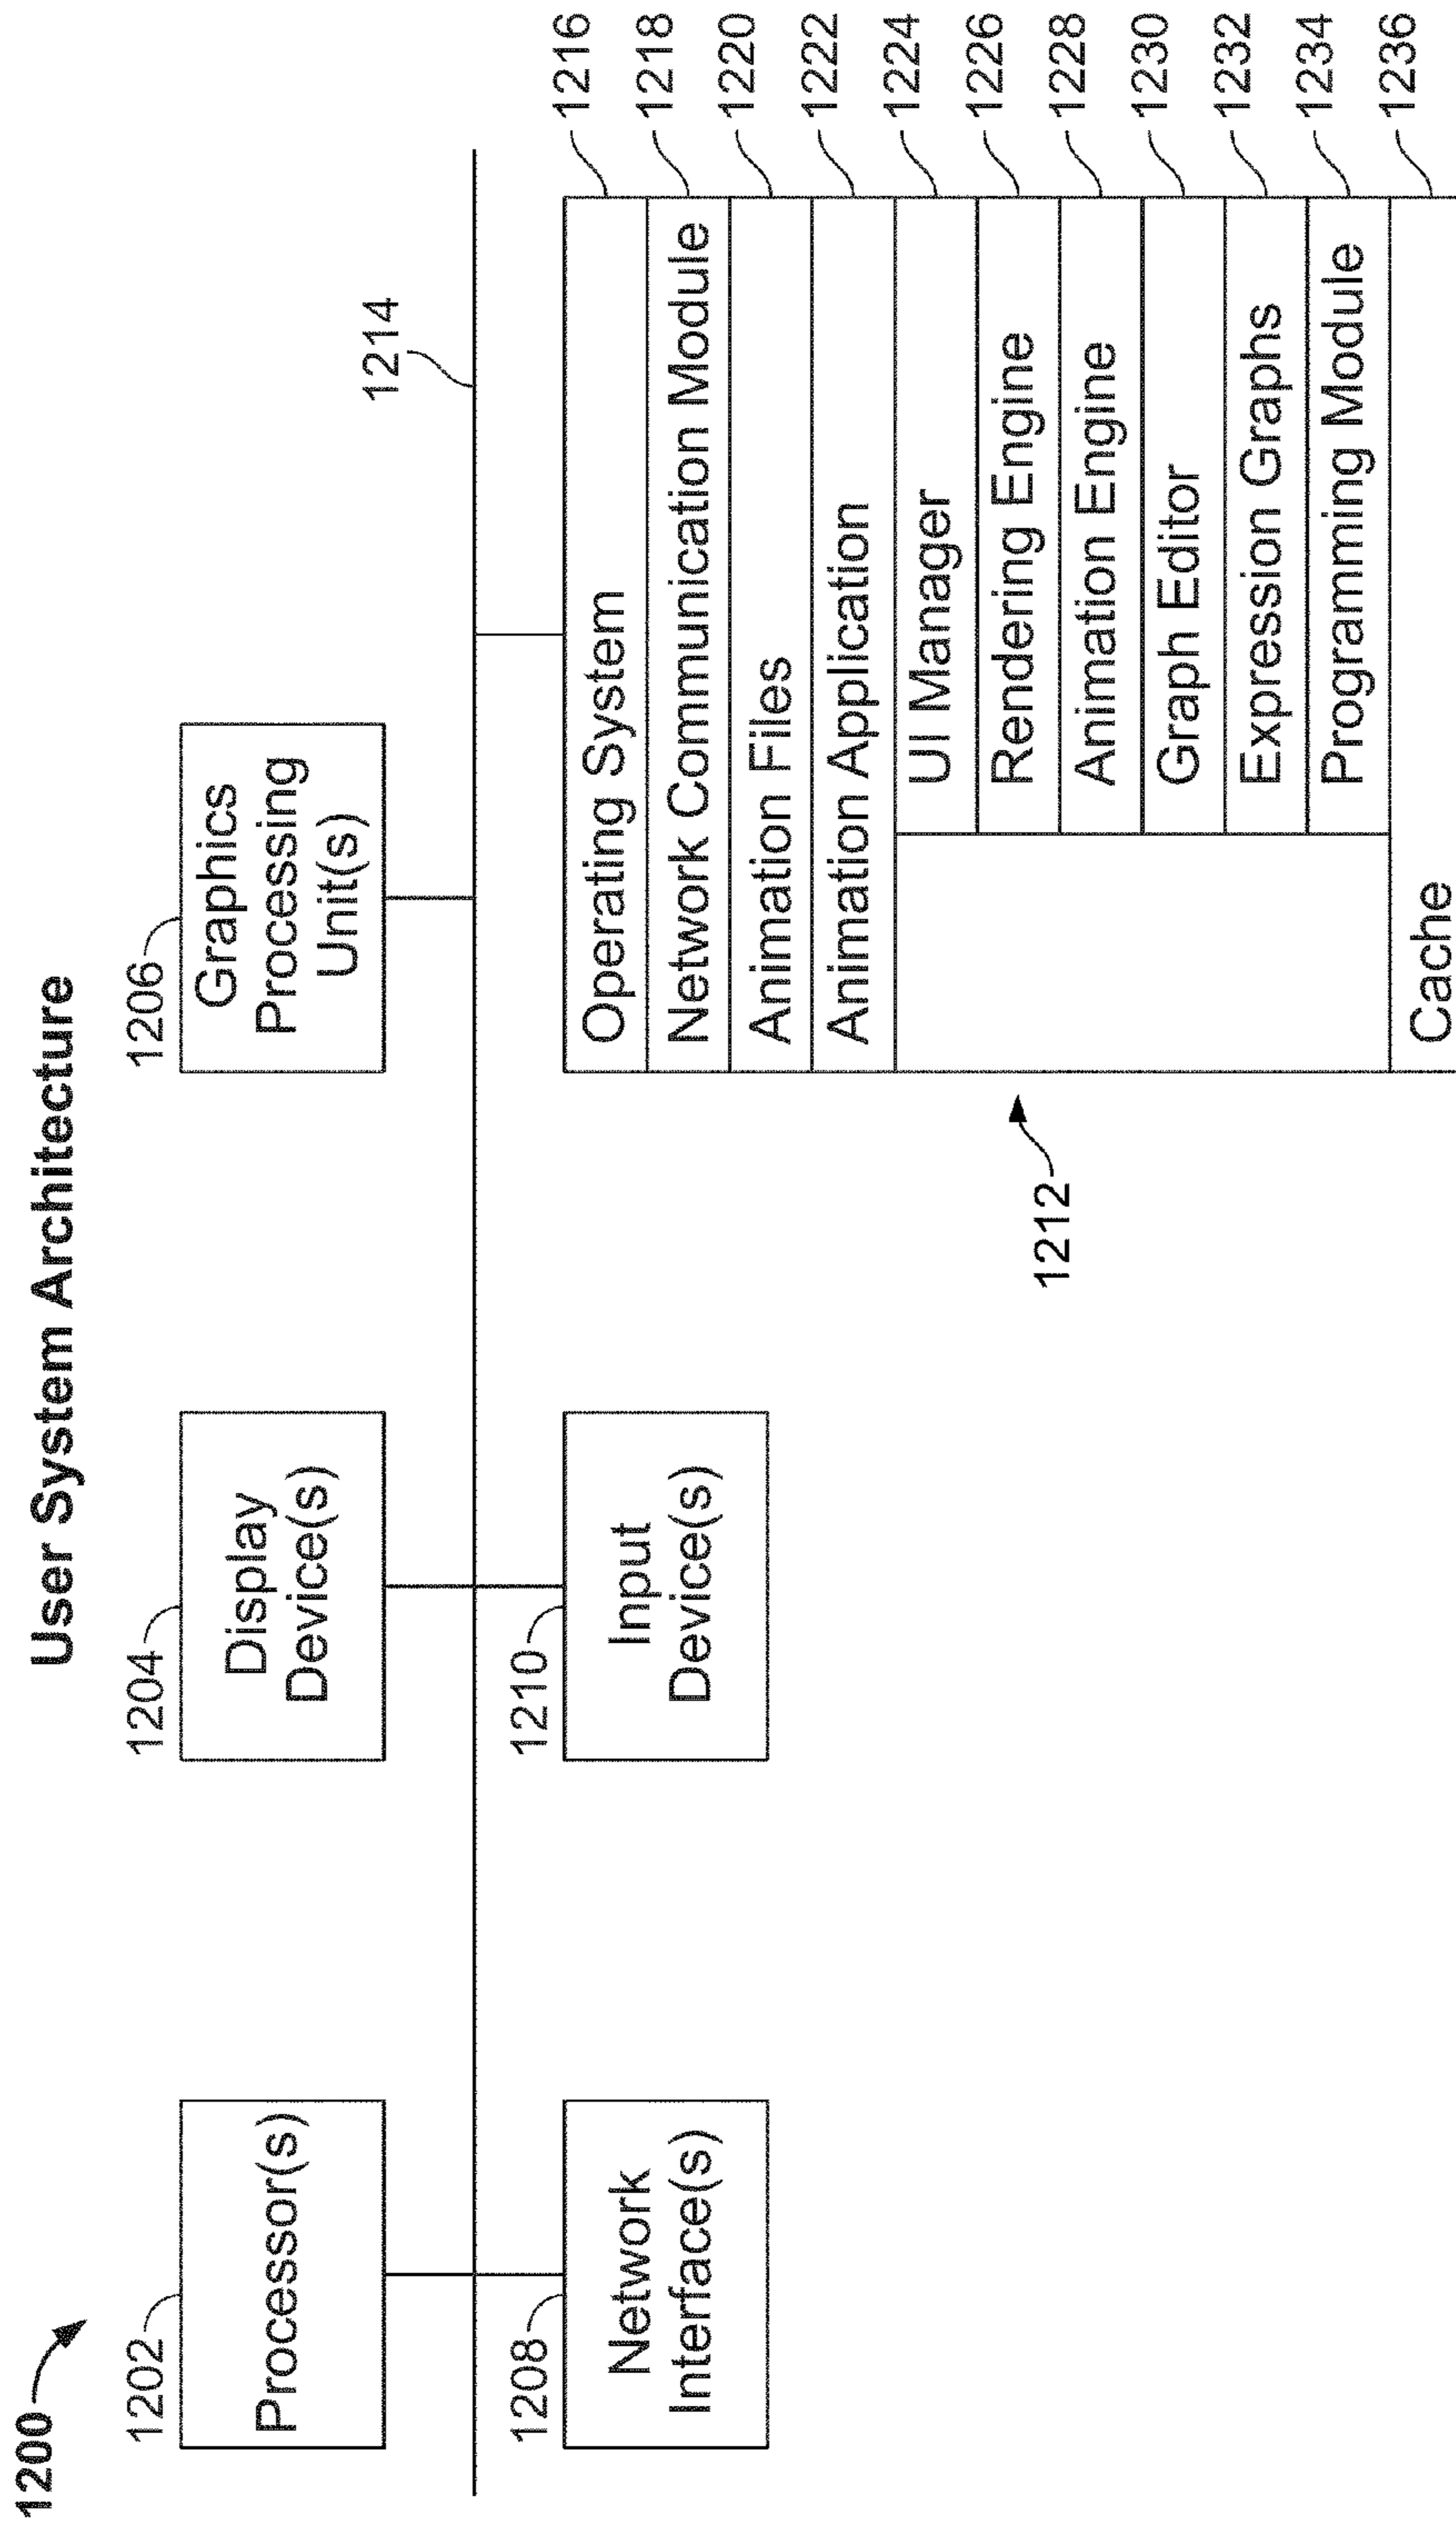 User System Architecture
1200
1202
Processor(s)
1204
Display
Device(s)
1206
Graphics
Processing
Unit(s)
1214
1208
Network
Interface(s)
1210
Input
Device(s)
1212
Operating System
1216
Network Communication Module
1218
Animation Files
1220
Animation Application
1222
UI Manager
1224
Rendering Engine
1226
Animation Engine
1228
Graph Editor
1230
Expression Graphs
1232
Programming Module
1234
Cache
1236